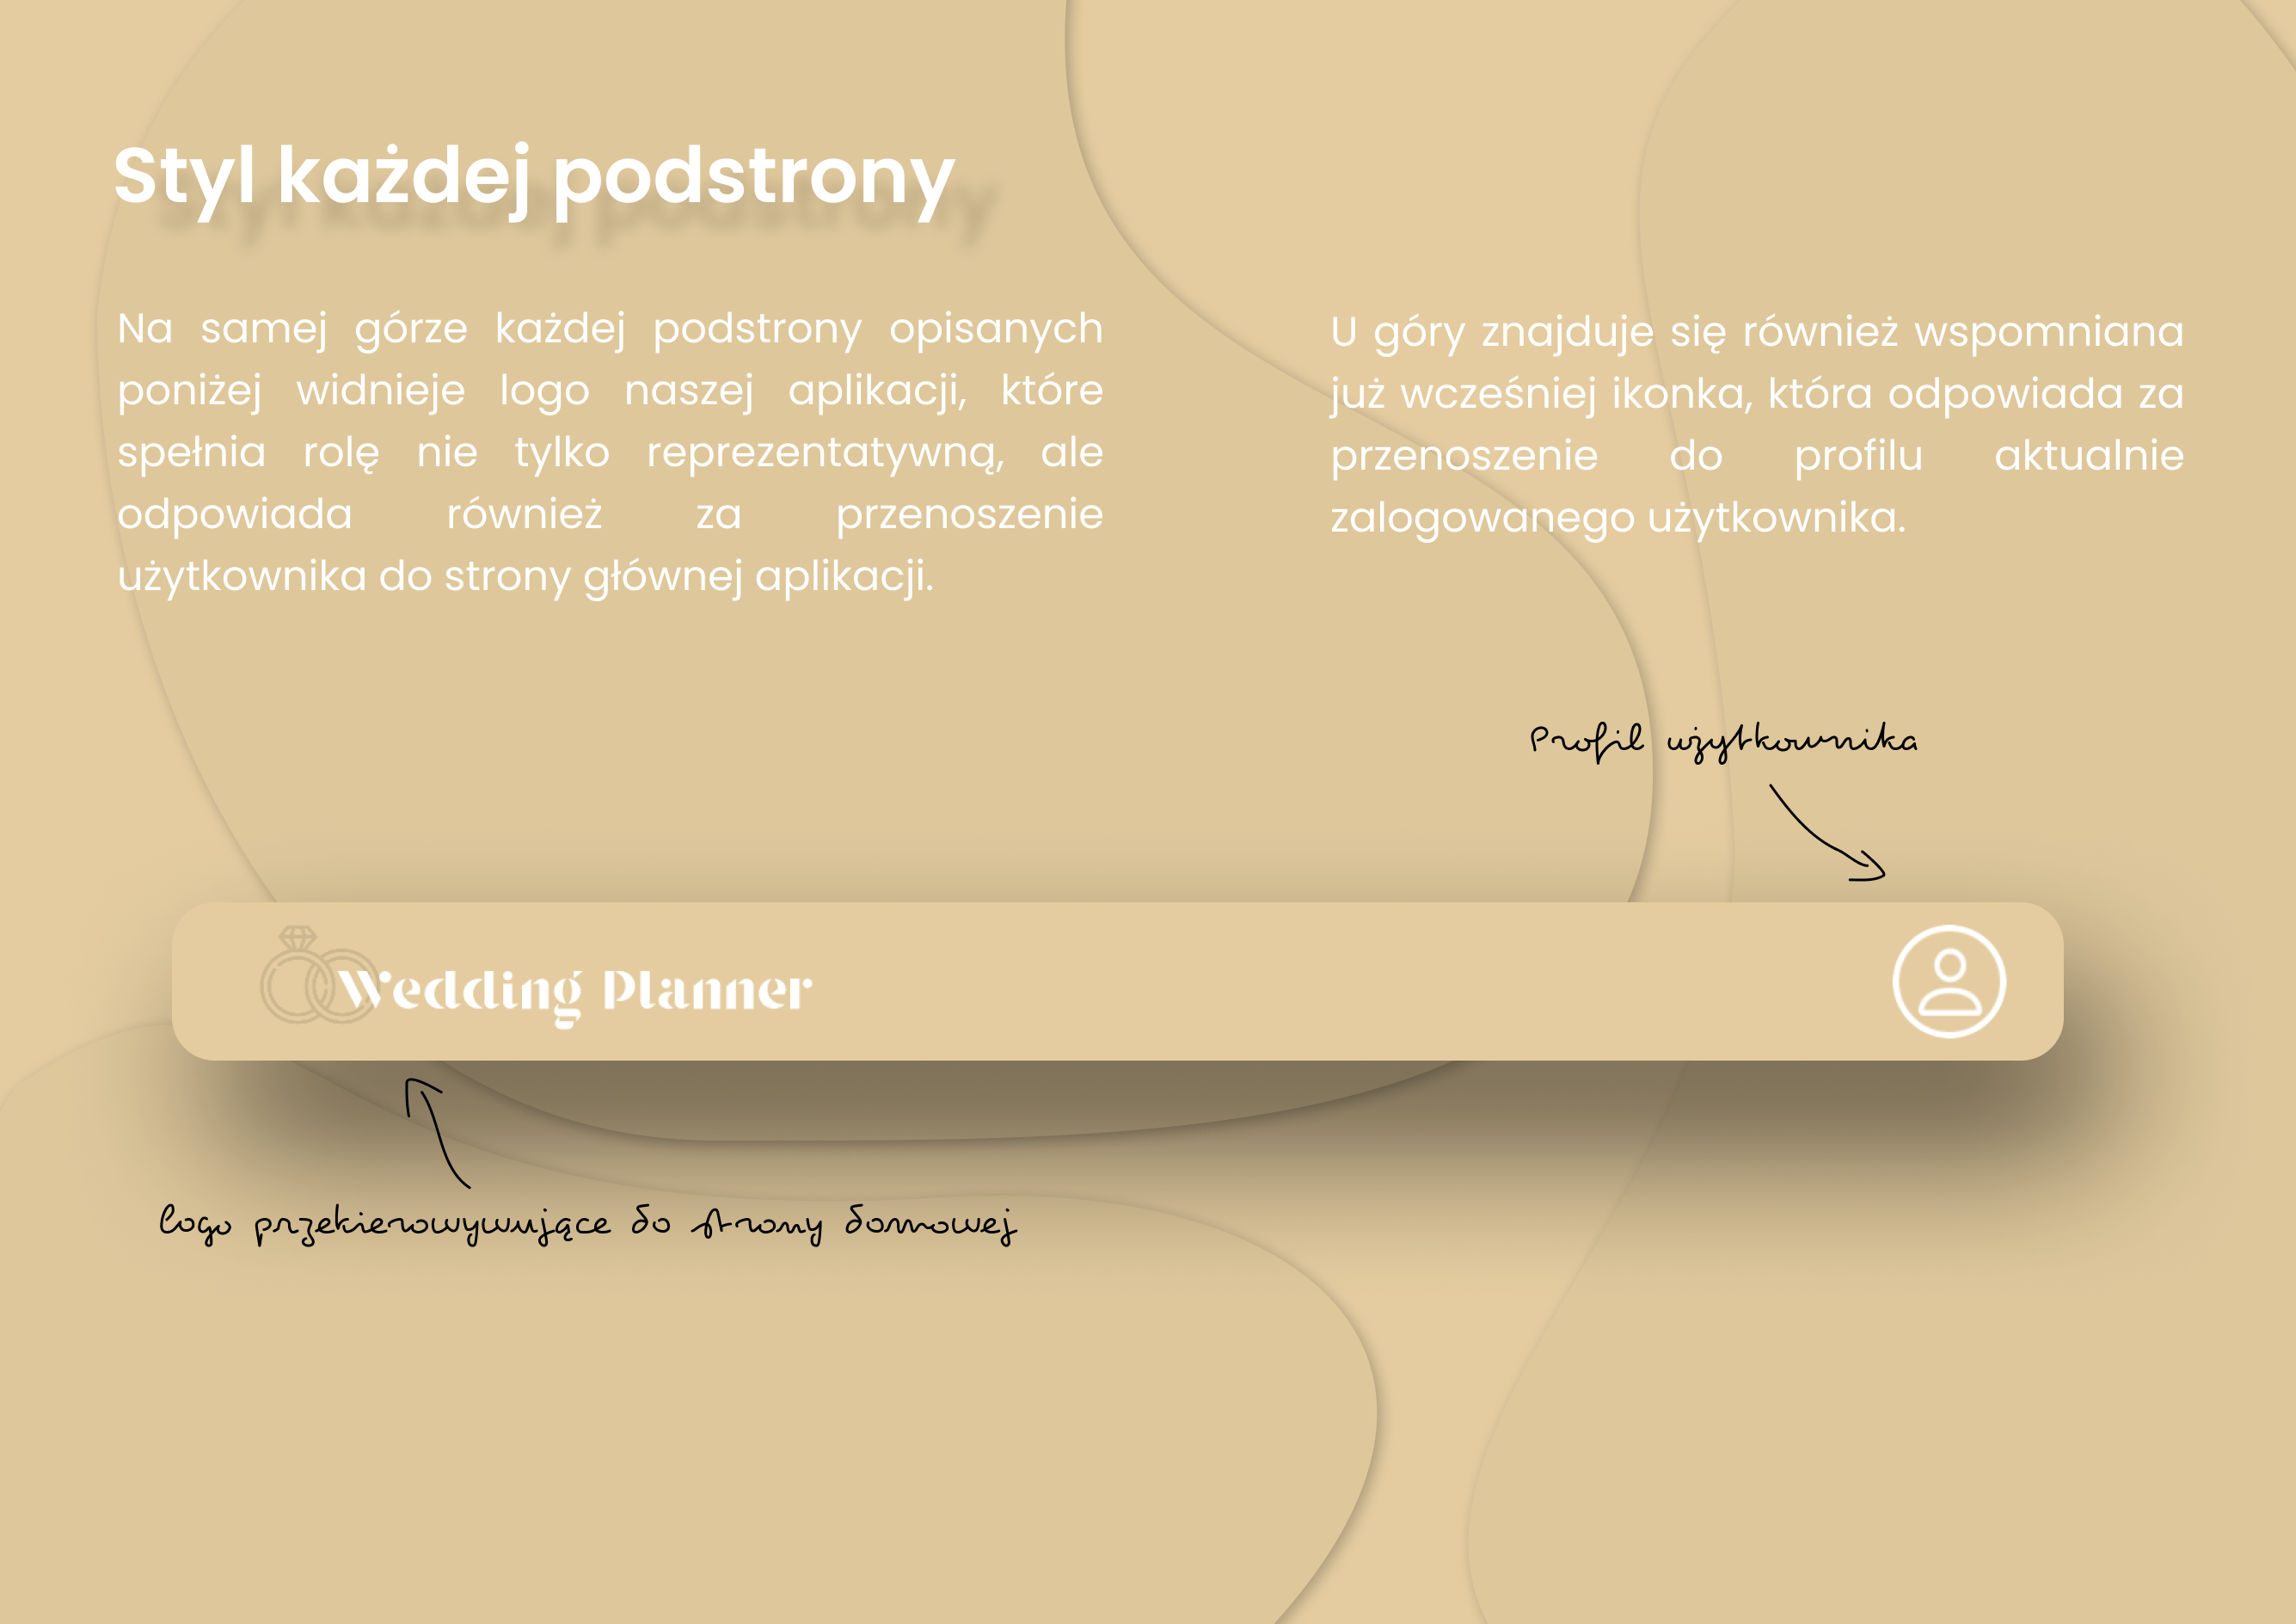 Styl każdej podstrony
Na samej górze każdej podstrony opisanych
poniżej widnieje logo naszej aplikacji, które
spełnia rolę nie tylko reprezentatywną, ale
odpowiada również za przenoszenie
użytkownika do strony głównej aplikacji.
U góry znajduje się również wspomniana
już wcześniej ikonka, która odpowiada za
przenoszenie do profilu aktualnie
zalogowanego użytkownika.
Profil użytkownika
Wedding Planner
logo przekierowywujące do strony domowej